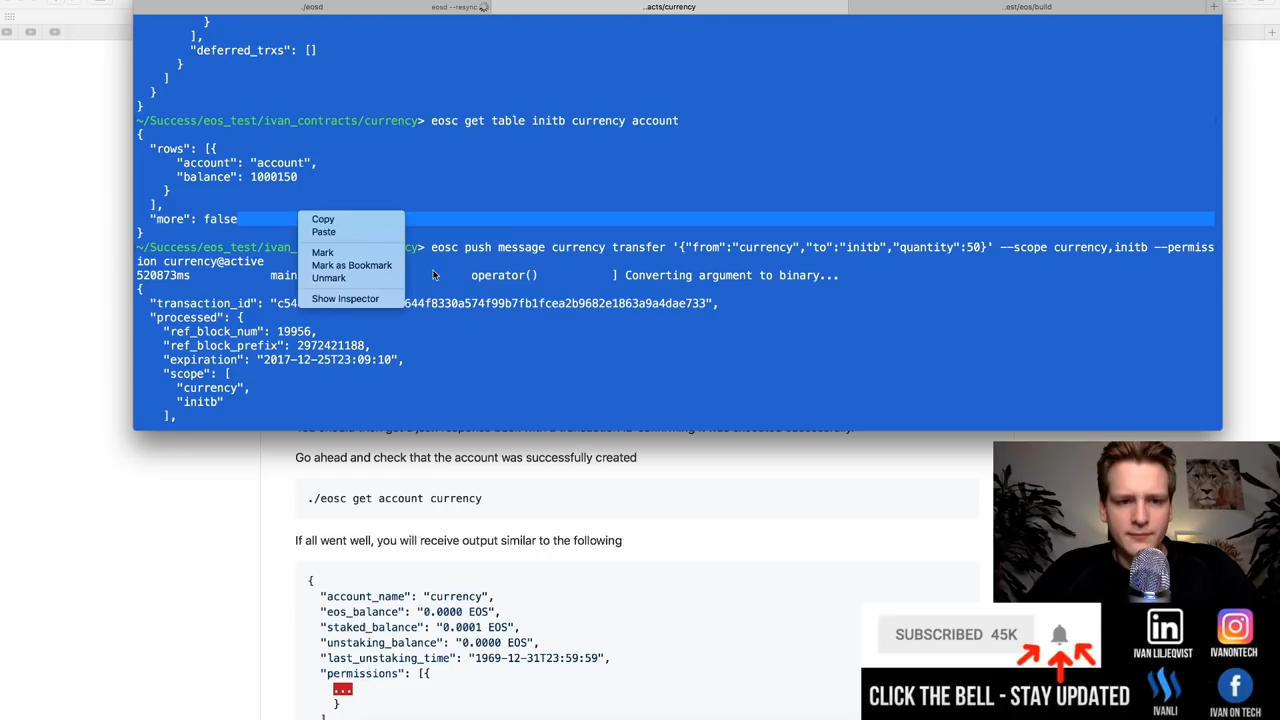 ./eosd
eosd --resync
..acts/currency
..est/eos/build
+
}
],
"deferred_trxs": []
}
]
}
}
~/Success/eos_test/ivan_contracts/currency> eosc get table initb currency account
{
"rows": [{
"account": "account",
"balance": 1000150
}
],
"more": false
}
Copy
Paste
Mark
Mark as Bookmark
Unmark
Show Inspector
~/Success/eos_test/ivan_ cy> eosc push message currency transfer '{"from":"currency","to":"initb","quantity":50}' --scope currency,initb --permiss
ion currency@active
520873ms main operator() ] Converting argument to binary...
{
"transaction_id": "c54 644f8330a574f99b7fb1fcea2b9682e1863a9a4dae733",
"processed": {
"ref_block_num": 19956,
"ref_block_prefix": 2972421188,
"expiration": "2017-12-25T23:09:10",
"scope": [
"currency",
"initb"
],
Go ahead and check that the account was successfully created
./eosc get account currency
If all went well, you will receive output similar to the following
{
"account_name": "currency",
"eos_balance": "0.0000 EOS",
"staked_balance": "0.0001 EOS",
"unstaking_balance": "0.0000 EOS",
"last_unstaking_time": "1969-12-31T23:59:59",
"permissions": [{
...
}
]
SUBSCRIBED 45K
CLICK THE BELL - STAY UPDATED
in
IVAN LILJEQVIST
IVANONTECH
IVANLI
f
IVAN ON TECH